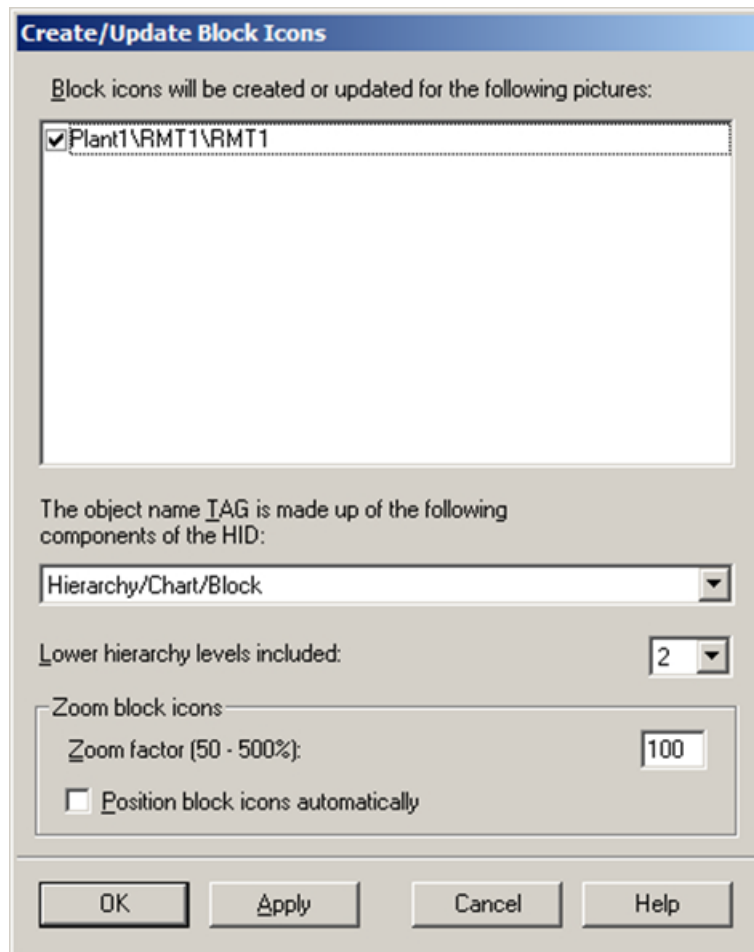 Create/Update Block Icons
Block icons will be created or updated for the following pictures:
Plant1\RMT1\RMT1
The object name TAG is made up of the following
components of the HID:
Hierarchy/Chart/Block
Lower hierarchy levels included:
2
Zoom block icons
Zoom factor (50 - 500%):
100
Position block icons automatically
OK
Apply
Cancel
Help